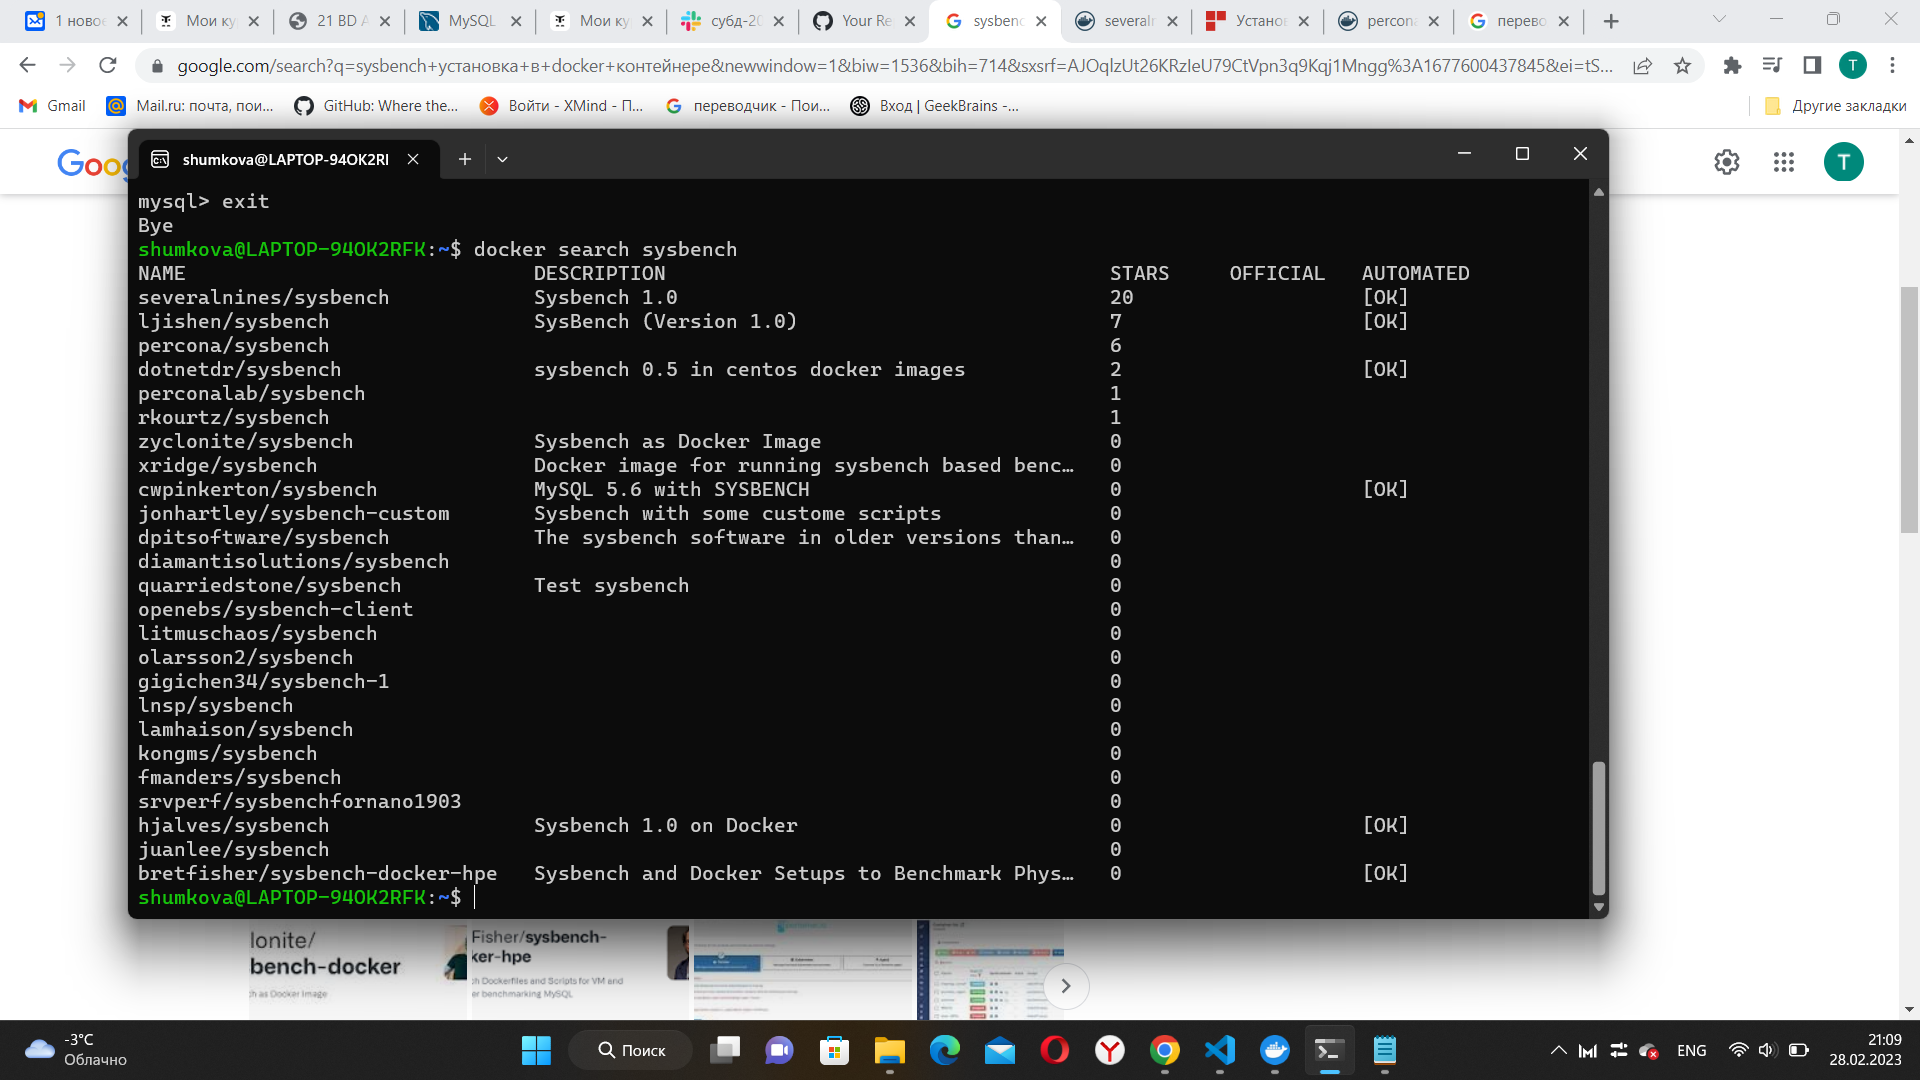 1 новое
Мои ку
21 BD A
MySQL
Мои ку
субд-20
Your Re
sysbenc
severalr
Установ
percona
перево
google.com/search?q=sysbench+установка+в+docker+контейнере&newwindow=1&biw=1536&bih=714&sxsrf=AJOqlzUt26KRzIeU79CtVpn3q9Kqj1Mngg%3A1677600437845&ei=tS...
T
Gmail
Mail.ru: почта, пои...
GitHub: Where the...
Войти - XMind - П...
переводчик - Пои...
Вход | GeekBrains -...
Другие закладки
Goo
T
shumkova@LAPTOP-94OK2RI
mysql> exit
Bye
shumkova@LAPTOP-94OK2RFK:~$ docker search sysbench
NAME DESCRIPTION STARS OFFICIAL AUTOMATED
severalnines/sysbench Sysbench 1.0 20 [OK]
ljishen/sysbench SysBench (Version 1.0) 7 [OK]
percona/sysbench 6
dotnetdr/sysbench sysbench 0.5 in centos docker images 2 [OK]
perconalab/sysbench 1
rkourtz/sysbench 1
zyclonite/sysbench Sysbench as Docker Image 0
xridge/sysbench Docker image for running sysbench based benc… 0
cwpinkerton/sysbench MySQL 5.6 with SYSBENCH 0 [OK]
jonhartley/sysbench-custom Sysbench with some custome scripts 0
dpitsoftware/sysbench The sysbench software in older versions than… 0
diamantisolutions/sysbench 0
quarriedstone/sysbench Test sysbench 0
openebs/sysbench-client 0
litmuschaos/sysbench 0
olarsson2/sysbench 0
gigichen34/sysbench-1 0
lnsp/sysbench 0
lamhaison/sysbench 0
kongms/sysbench 0
fmanders/sysbench 0
srvperf/sysbenchfornano1903 0
hjalves/sysbench Sysbench 1.0 on Docker 0 [OK]
juanlee/sysbench 0
bretfisher/sysbench-docker-hpe Sysbench and Docker Setups to Benchmark Phys… 0 [OK]
shumkova@LAPTOP-94OK2RFK:~$
lonite/
bench-docker
ch as Docker Image
Fisher/sysbench-
ker-hpe
ch Dockerfiles and Scripts for VM and
er benchmarking MySQL
-3°C
Облачно
Поиск
ENG
21:09
28.02.2023